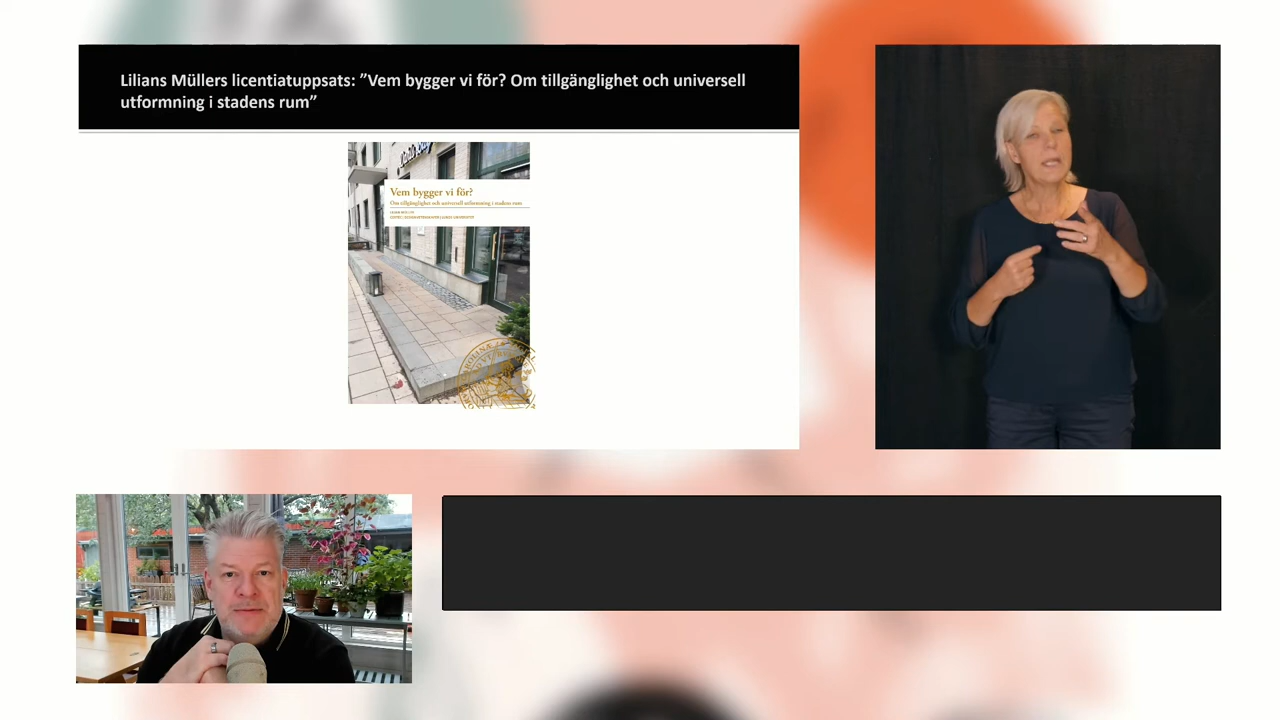 Lilians Müllers licentiatuppsats: ”Vem bygger vi för? Om tillgänglighet och universell
utformning i stadens rum”
Vem bygger vi för?
Om tillgänglighet och universell utformning i stadens rum